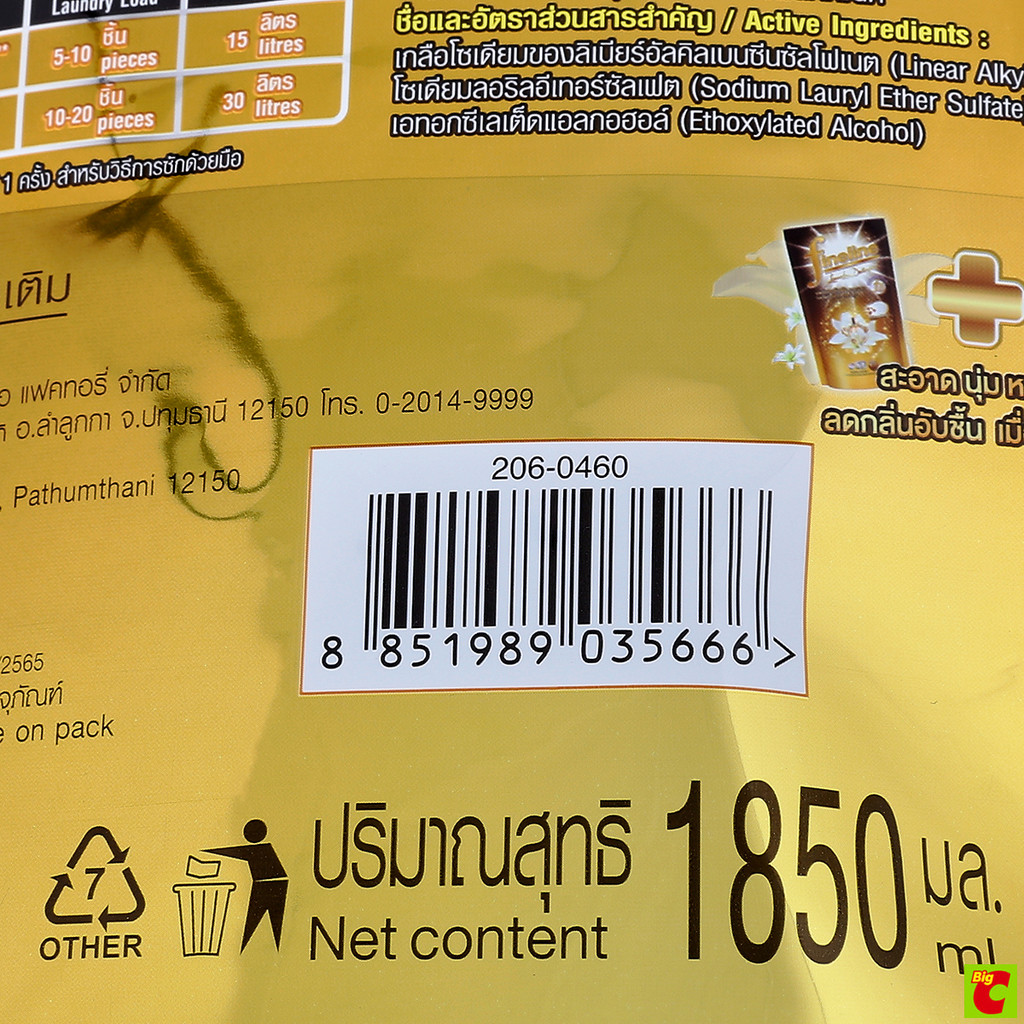 Laundry Load
5-10 ชิ้น pieces
15 ลิตร litres
10-20 ชิ้น pieces
30 ลิตร litres
1 ครั้ง สำหรับวิธีการซักด้วยมือ
ชื่อและอัตราส่วนสารสำคัญ / Active Ingredients :
เกลือโซเดียมของลิเนียร์อัลคิลเบนซีนซัลโฟเนต (Linear Alky
โซเดียมลอริลอีเทอร์ซัลเฟต (Sodium Lauryl Ether Sulfate
เอทอกซีเลเต็ดแอลกอฮอล์ (Ethoxylated Alcohol)
เติม
fineline
สะอาด นุ่ม ห
ลดกลิ่นอับชื้น เมื่
อ แฟคทอรี่ จำกัด
อ.ลำลูกกา จ.ปทุมธานี 12150 โทร. 0-2014-9999
, Pathumthani 12150
206-0460
8 851989 035666 >
/2565
จุภัณฑ์
e on pack
7
OTHER
ปริมาณสุทธิ 1850 มล.
Net content ml
Big C